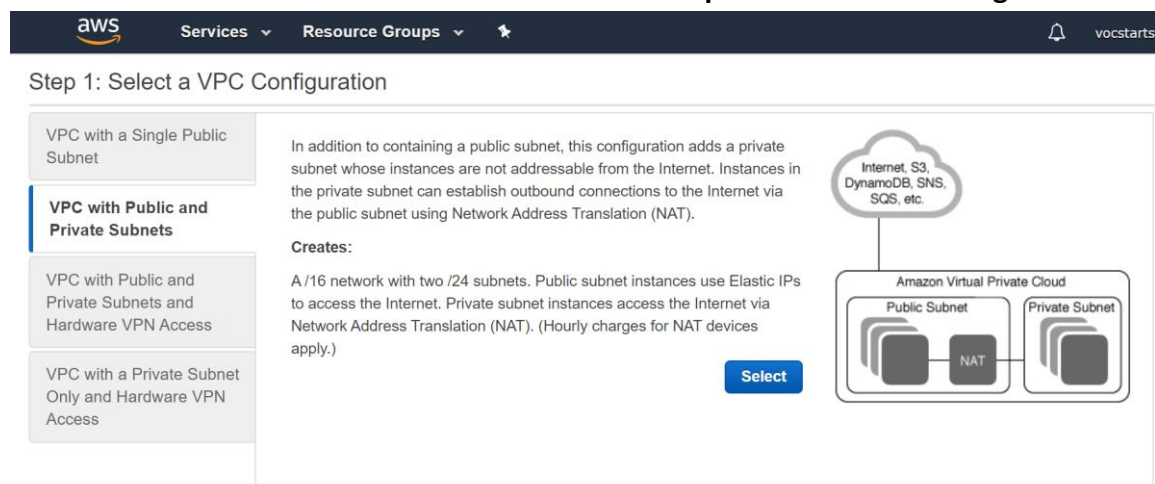 aws Services Resource Groups vocstarts
Step 1: Select a VPC Configuration
VPC with a Single Public
Subnet
VPC with Public and
Private Subnets
VPC with Public and
Private Subnets and
Hardware VPN Access
VPC with a Private Subnet
Only and Hardware VPN
Access
In addition to containing a public subnet, this configuration adds a private
subnet whose instances are not addressable from the Internet. Instances in
the private subnet can establish outbound connections to the Internet via
the public subnet using Network Address Translation (NAT).
Creates:
A /16 network with two /24 subnets. Public subnet instances use Elastic IPs
to access the Internet. Private subnet instances access the Internet via
Network Address Translation (NAT). (Hourly charges for NAT devices
apply.)
Select
Internet, S3,
DynamoDB, SNS,
SQS, etc.
Amazon Virtual Private Cloud
Public Subnet
Private Subnet
NAT